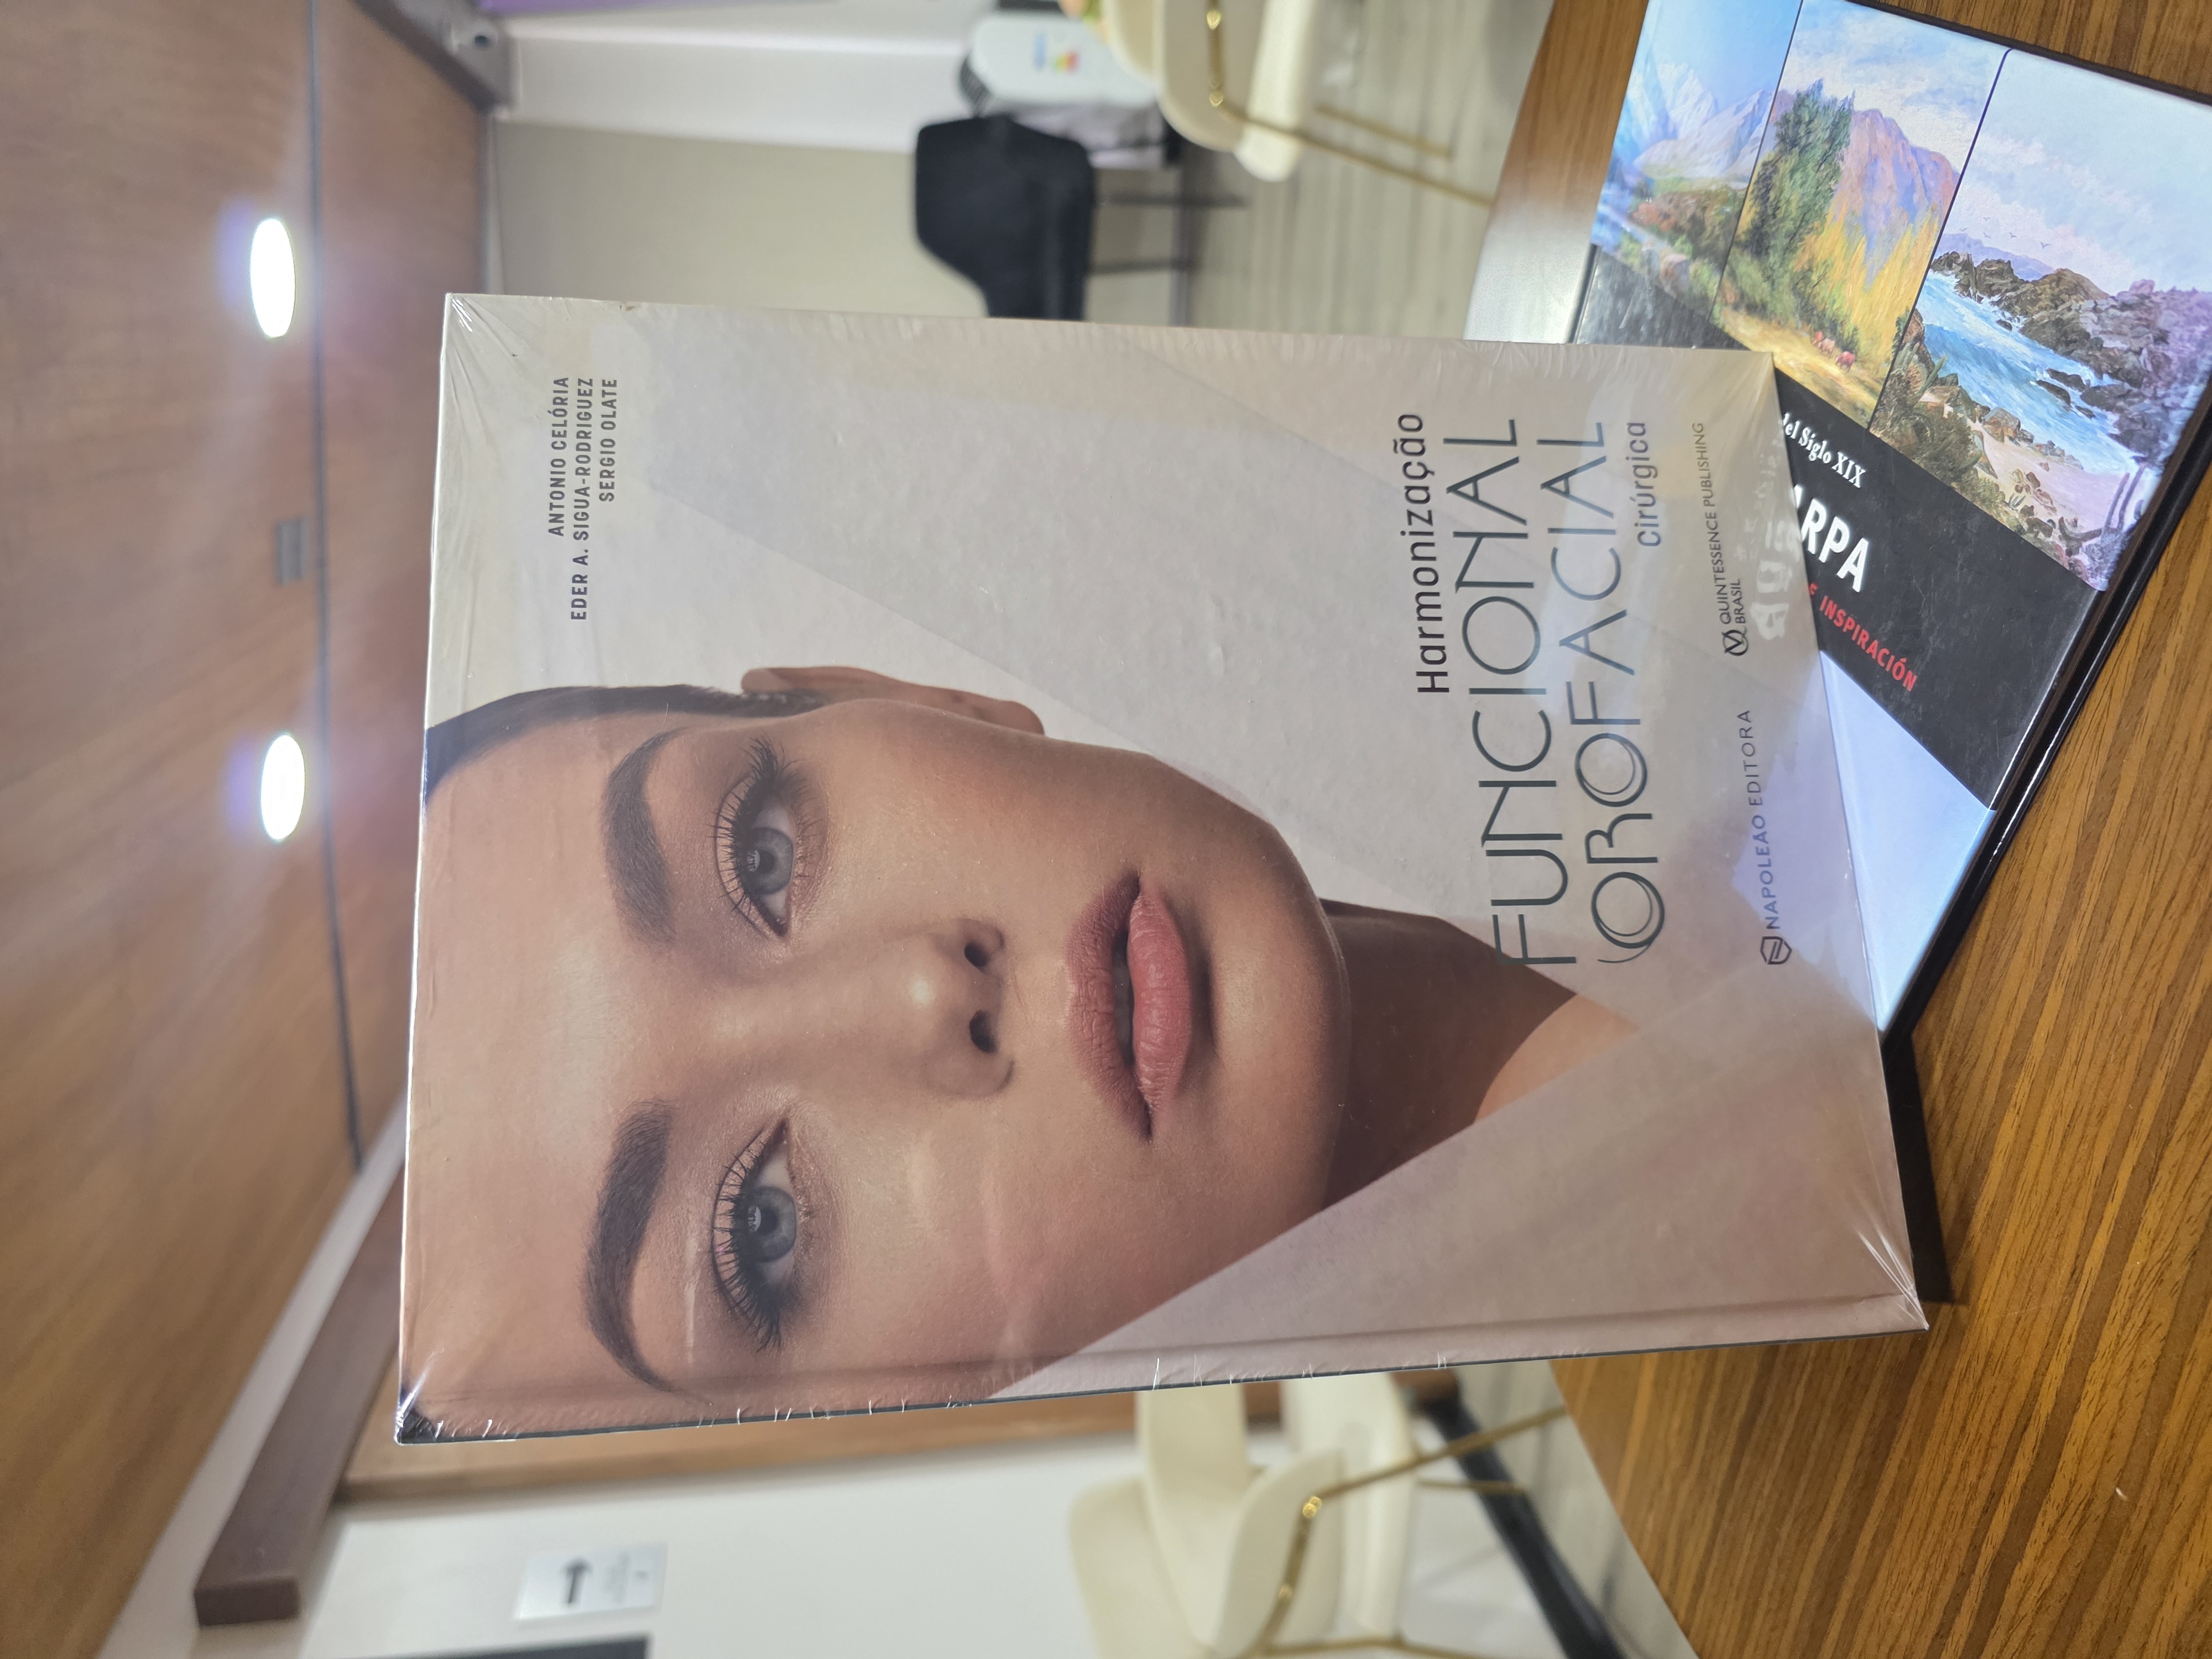 ANTONIO CELÓRIA
EDER A. SIGUA-RODRIGUEZ
SERGIO OLATE
Harmonização
FUNCIONAL
OROFACIAL
Cirúrgica
NAPOLEÃO EDITORA
QUINTESSENCE PUBLISHING
BRASIL
del Siglo XIX
INSPIRACIÓN